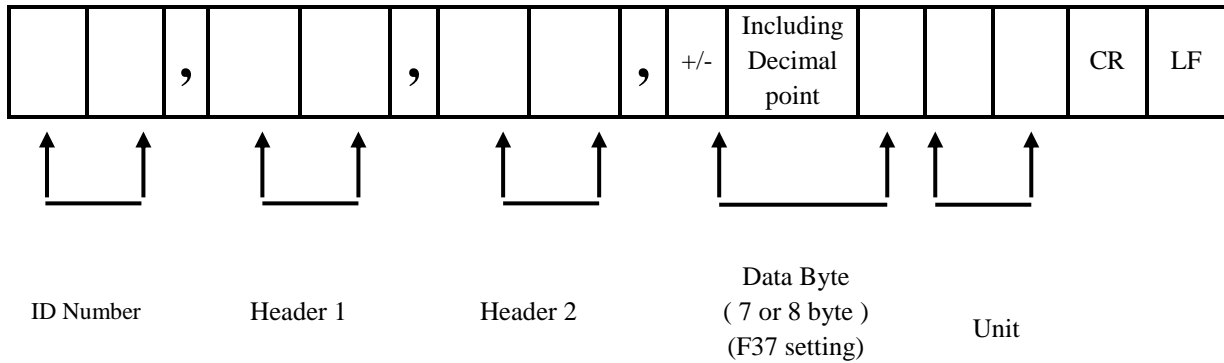 , , , +/- Including
Decimal
point CR LF
ID Number Header 1 Header 2 Data Byte
( 7 or 8 byte )
(F37 setting) Unit